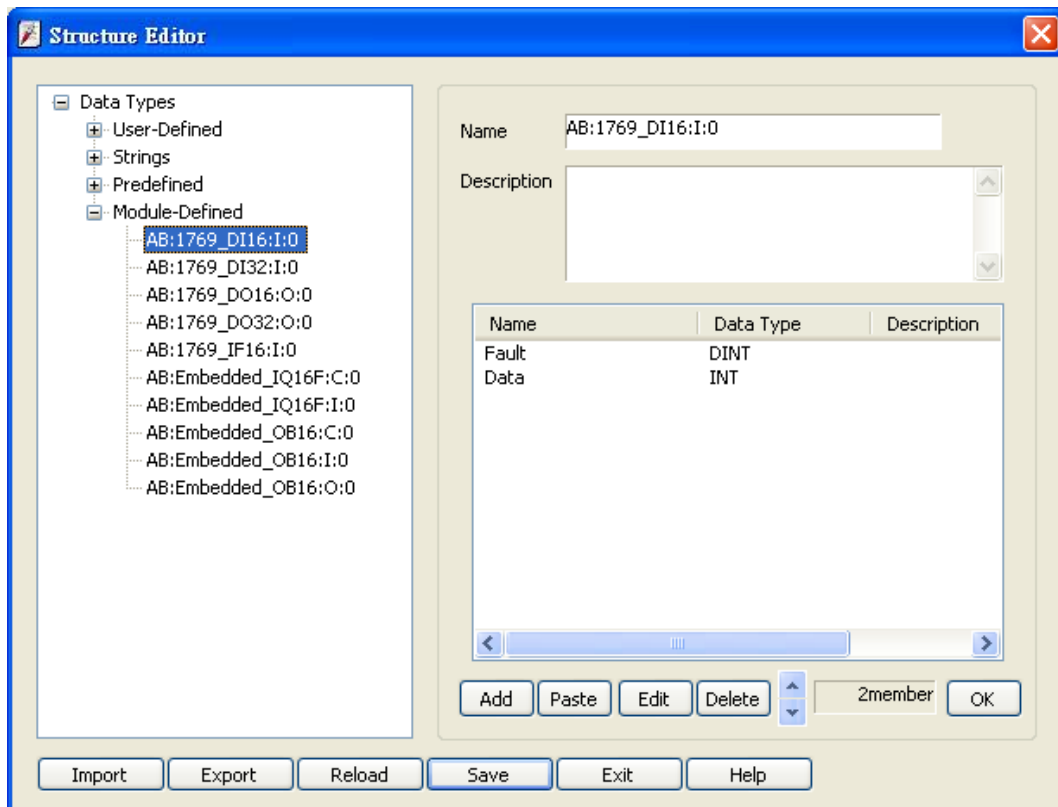 Structure Editor
Data Types
User-Defined
Strings
Predefined
Module-Defined
AB:1769_DI16:I:0
AB:1769_DI32:I:0
AB:1769_DO16:O:0
AB:1769_DO32:O:0
AB:1769_IF16:I:0
AB:Embedded_IQ16F:C:0
AB:Embedded_IQ16F:I:0
AB:Embedded_OB16:C:0
AB:Embedded_OB16:I:0
AB:Embedded_OB16:O:0
Name AB:1769_DI16:I:0
Description
Name Data Type Description
Fault DINT
Data INT
Add Paste Edit Delete 2member OK
Import Export Reload Save Exit Help